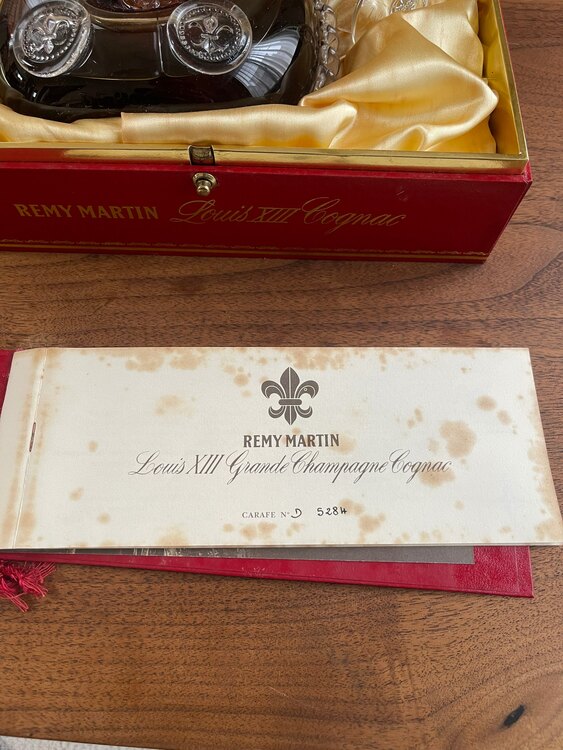 REMY MARTIN Louis XIII Cognac
REMY MARTIN
Louis XIII Grande Champagne Cognac
CARAFE N° D 5284